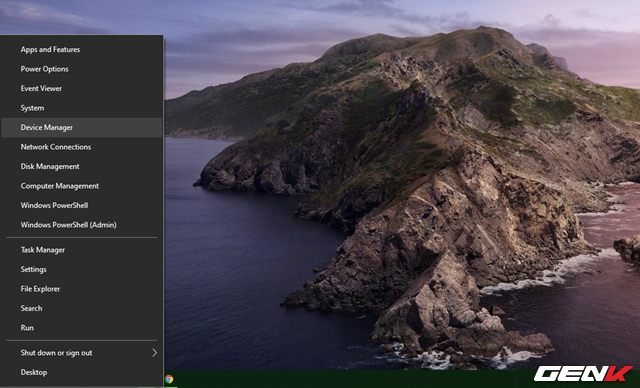 Apps and Features
Power Options
Event Viewer
System
Device Manager
Network Connections
Disk Management
Computer Management
Windows PowerShell
Windows PowerShell (Admin)
Task Manager
Settings
File Explorer
Search
Run
Shut down or sign out
Desktop
GENK